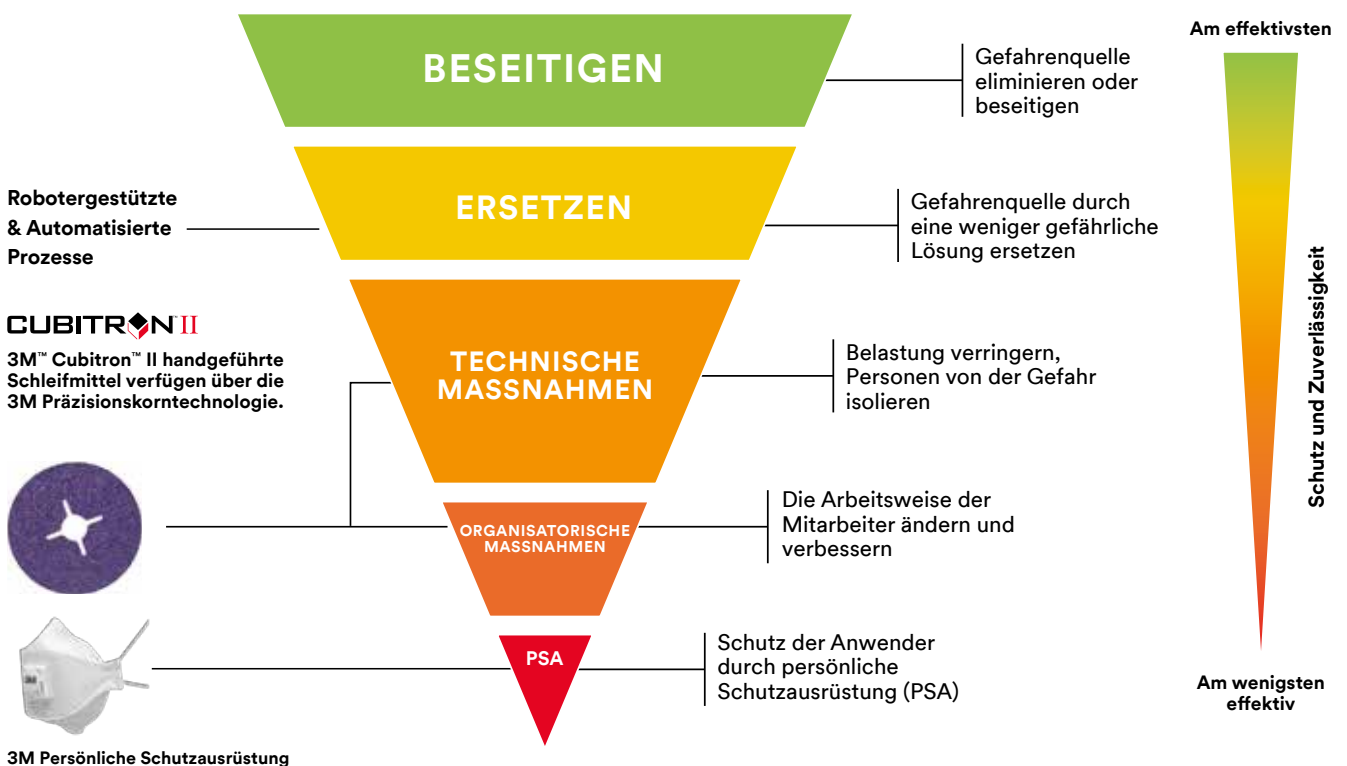 BESEITIGEN
Gefahrenquelle
eliminieren oder
beseitigen
Am effektivsten
ERSETZEN
Robotergestützte
& Automatisierte
Prozesse
Gefahrenquelle durch
eine weniger gefährliche
Lösung ersetzen
CUBITRON™ II
3M™ Cubitron™ II handgeführte
Schleifmittel verfügen über die
3M Präzisionskorntechnologie.
TECHNISCHE
MASSNAHMEN
Belastung verringern,
Personen von der Gefahr
isolieren
Schutz und Zuverlässigkeit
ORGANISATORISCHE
MASSNAHMEN
Die Arbeitsweise der
Mitarbeiter ändern und
verbessern
PSA
Schutz der Anwender
durch persönliche
Schutzausrüstung (PSA)
Am wenigsten
effektiv
3M Persönliche Schutzausrüstung